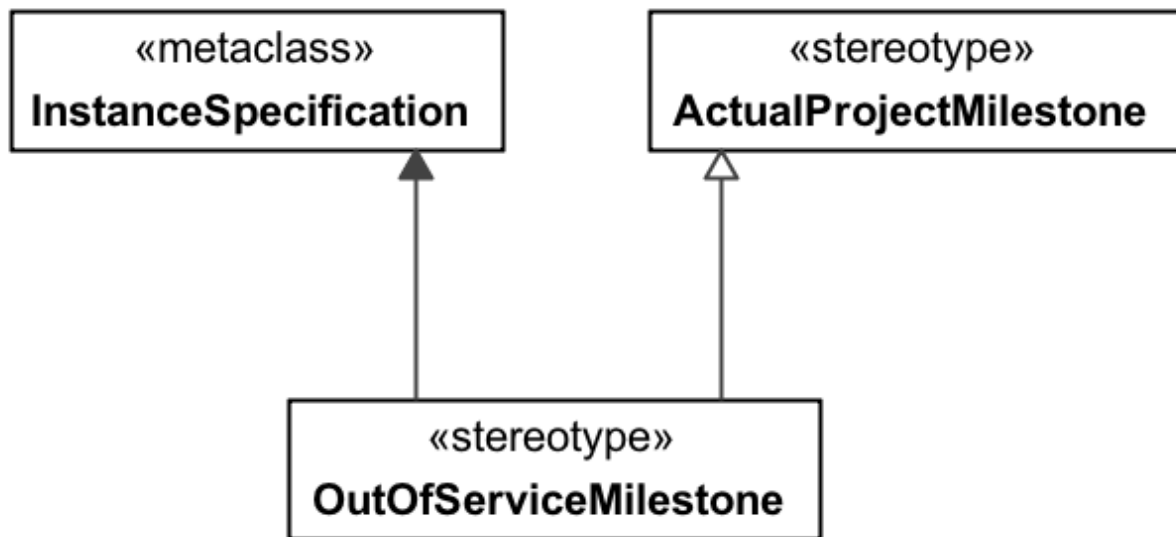 «metaclass»
InstanceSpecification
«stereotype»
ActualProjectMilestone
«stereotype»
OutOfServiceMilestone